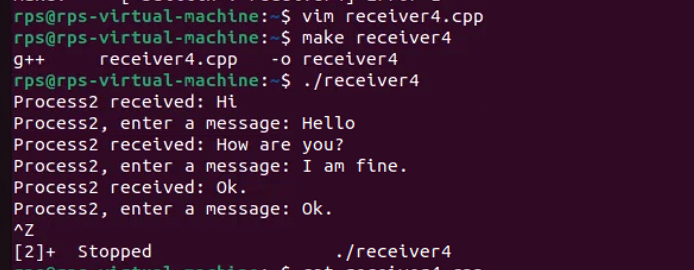 rps@rps-virtual-machine:~$ vim receiver4.cpp
rps@rps-virtual-machine:~$ make receiver4
g++     receiver4.cpp   -o receiver4
rps@rps-virtual-machine:~$ ./receiver4
Process2 received: Hi
Process2, enter a message: Hello
Process2 received: How are you?
Process2, enter a message: I am fine.
Process2 received: Ok.
Process2, enter a message: Ok.
^Z
[2]+  Stopped                 ./receiver4